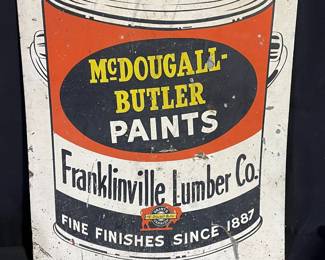 McDOUGALL-
BUTLER
PAINTS
Franklinville Lumber Co.
FINE FINISHES SINCE 1887